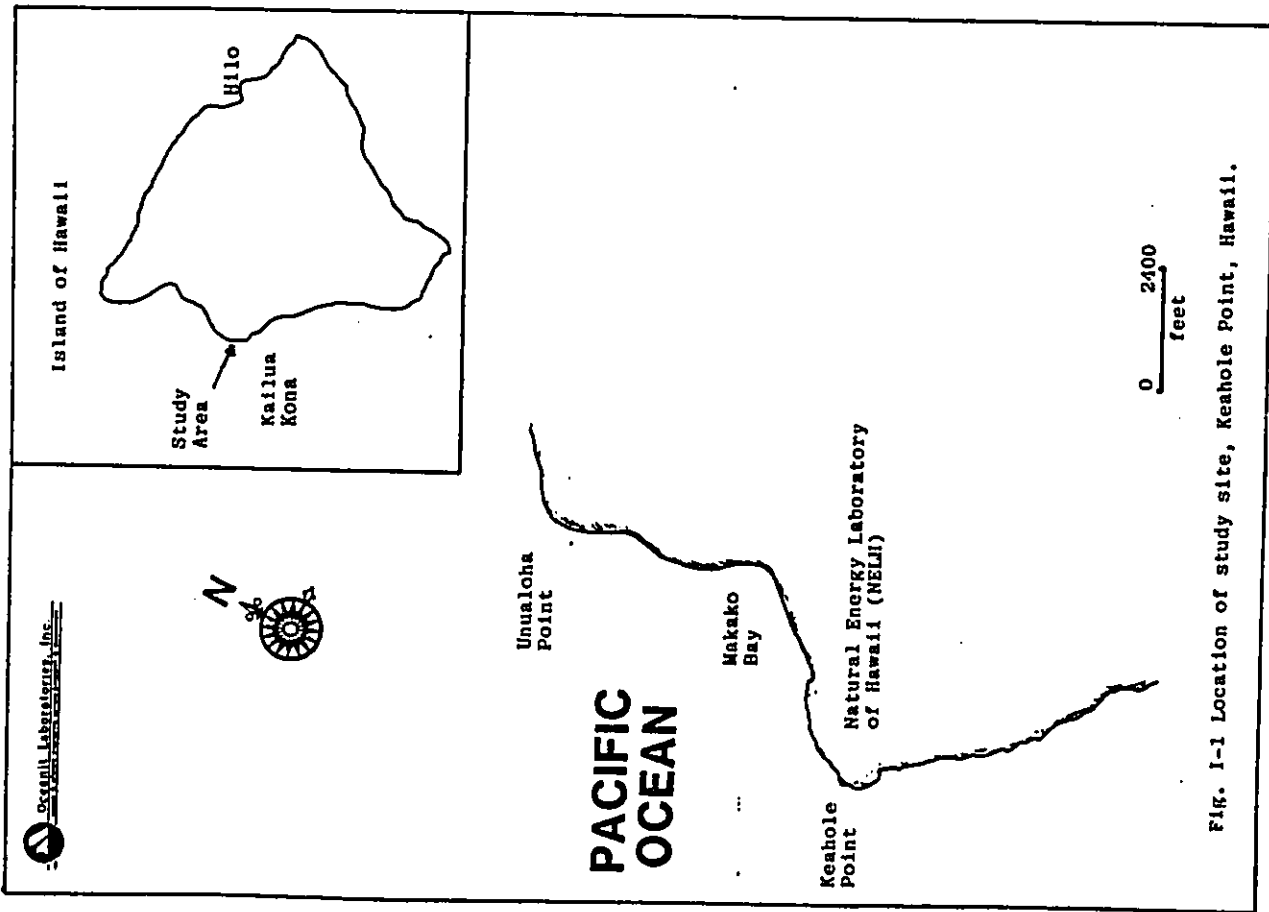 Oceanit Laboratories, Inc.
N
Island of Hawaii
Hilo
Study
Area
Kailua
Kona
Unualoha
Point
PACIFIC
OCEAN
Makako
Bay
Natural Energy Laboratory
of Hawaii (NELH)
Keahole
Point
0 2400
feet
Fig. I-1 Location of study site, Keahole Point, Hawaii.